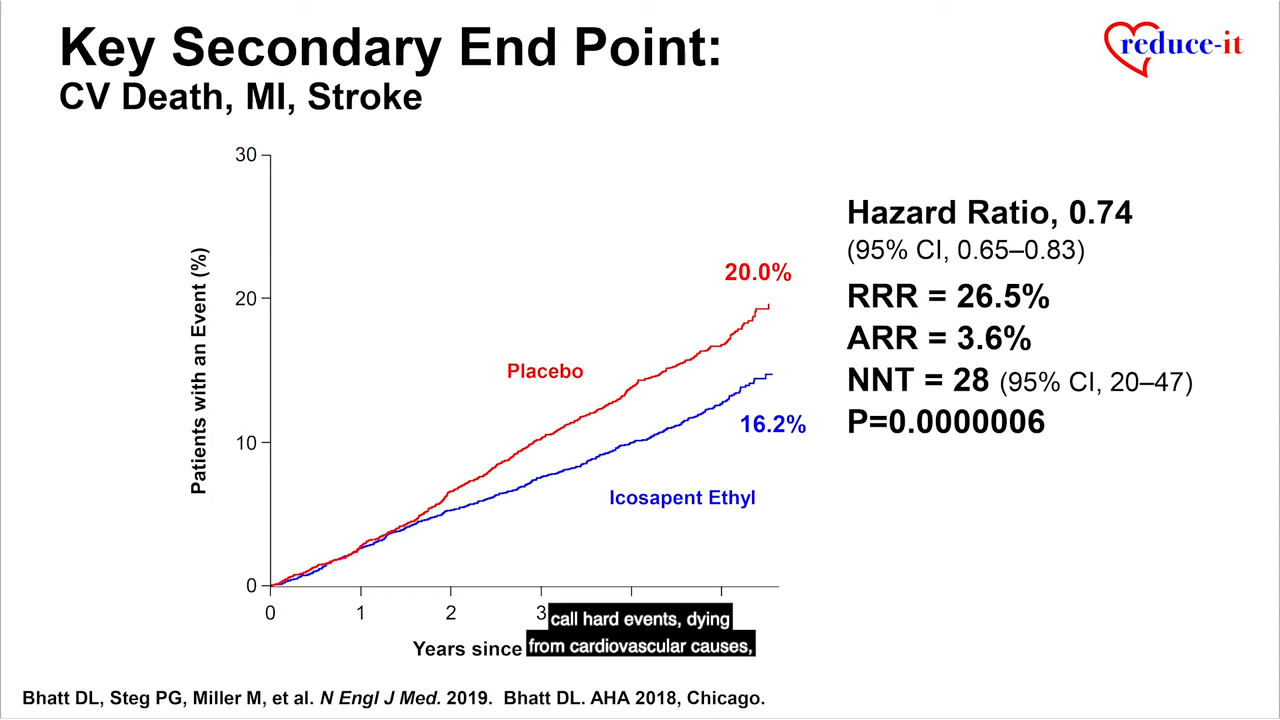 Key Secondary End Point:
CV Death, MI, Stroke
reduce-it
30
20
10
0
Patients with an Event (%)
20.0%
Placebo
16.2%
Icosapent Ethyl
0 1 2 3
Years since
call hard events, dying
from cardiovascular causes,
Hazard Ratio, 0.74
(95% CI, 0.65–0.83)
RRR = 26.5%
ARR = 3.6%
NNT = 28 (95% CI, 20–47)
P=0.0000006
Bhatt DL, Steg PG, Miller M, et al. N Engl J Med. 2019. Bhatt DL. AHA 2018, Chicago.